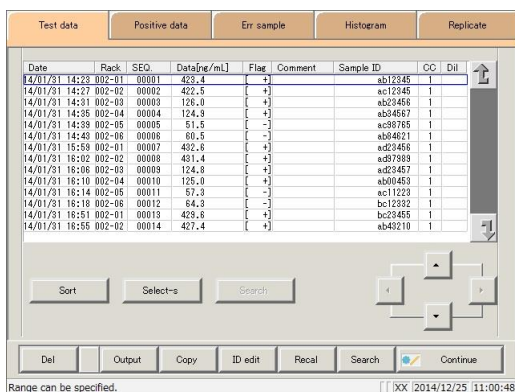 Test data Positive data Err sample Histogram Replicate
Date Rack SEQ. Data[ng/mL] Flag Comment Sample ID CC Dil
14/01/31 14:23 002-01 00001 423.4 [ +] ab12345 1
14/01/31 14:27 002-02 00002 422.5 [ +] ac12345 1
14/01/31 14:31 002-03 00003 126.0 [ +] ab23456 1
14/01/31 14:35 002-04 00004 124.9 [ +] ab34567 1
14/01/31 14:39 002-05 00005 51.5 [ -] ac98765 1
14/01/31 14:43 002-06 00006 60.5 [ -] ab84621 1
14/01/31 15:59 002-01 00007 432.6 [ +] ad23456 1
14/01/31 16:02 002-02 00008 431.4 [ +] ad97989 1
14/01/31 16:06 002-03 00009 124.8 [ +] ad23457 1
14/01/31 16:10 002-04 00010 125.0 [ +] ab00453 1
14/01/31 16:14 002-05 00011 57.3 [ -] ac11223 1
14/01/31 16:18 002-06 00012 64.3 [ -] bc12332 1
14/01/31 16:51 002-01 00013 429.6 [ +] bc23455 1
14/01/31 16:55 002-02 00014 427.4 [ +] ab43210 1
Sort Select-s Search
Del Output Copy ID edit Recal Search Continue
Range can be specified. XX 2014/12/25 11:00:48